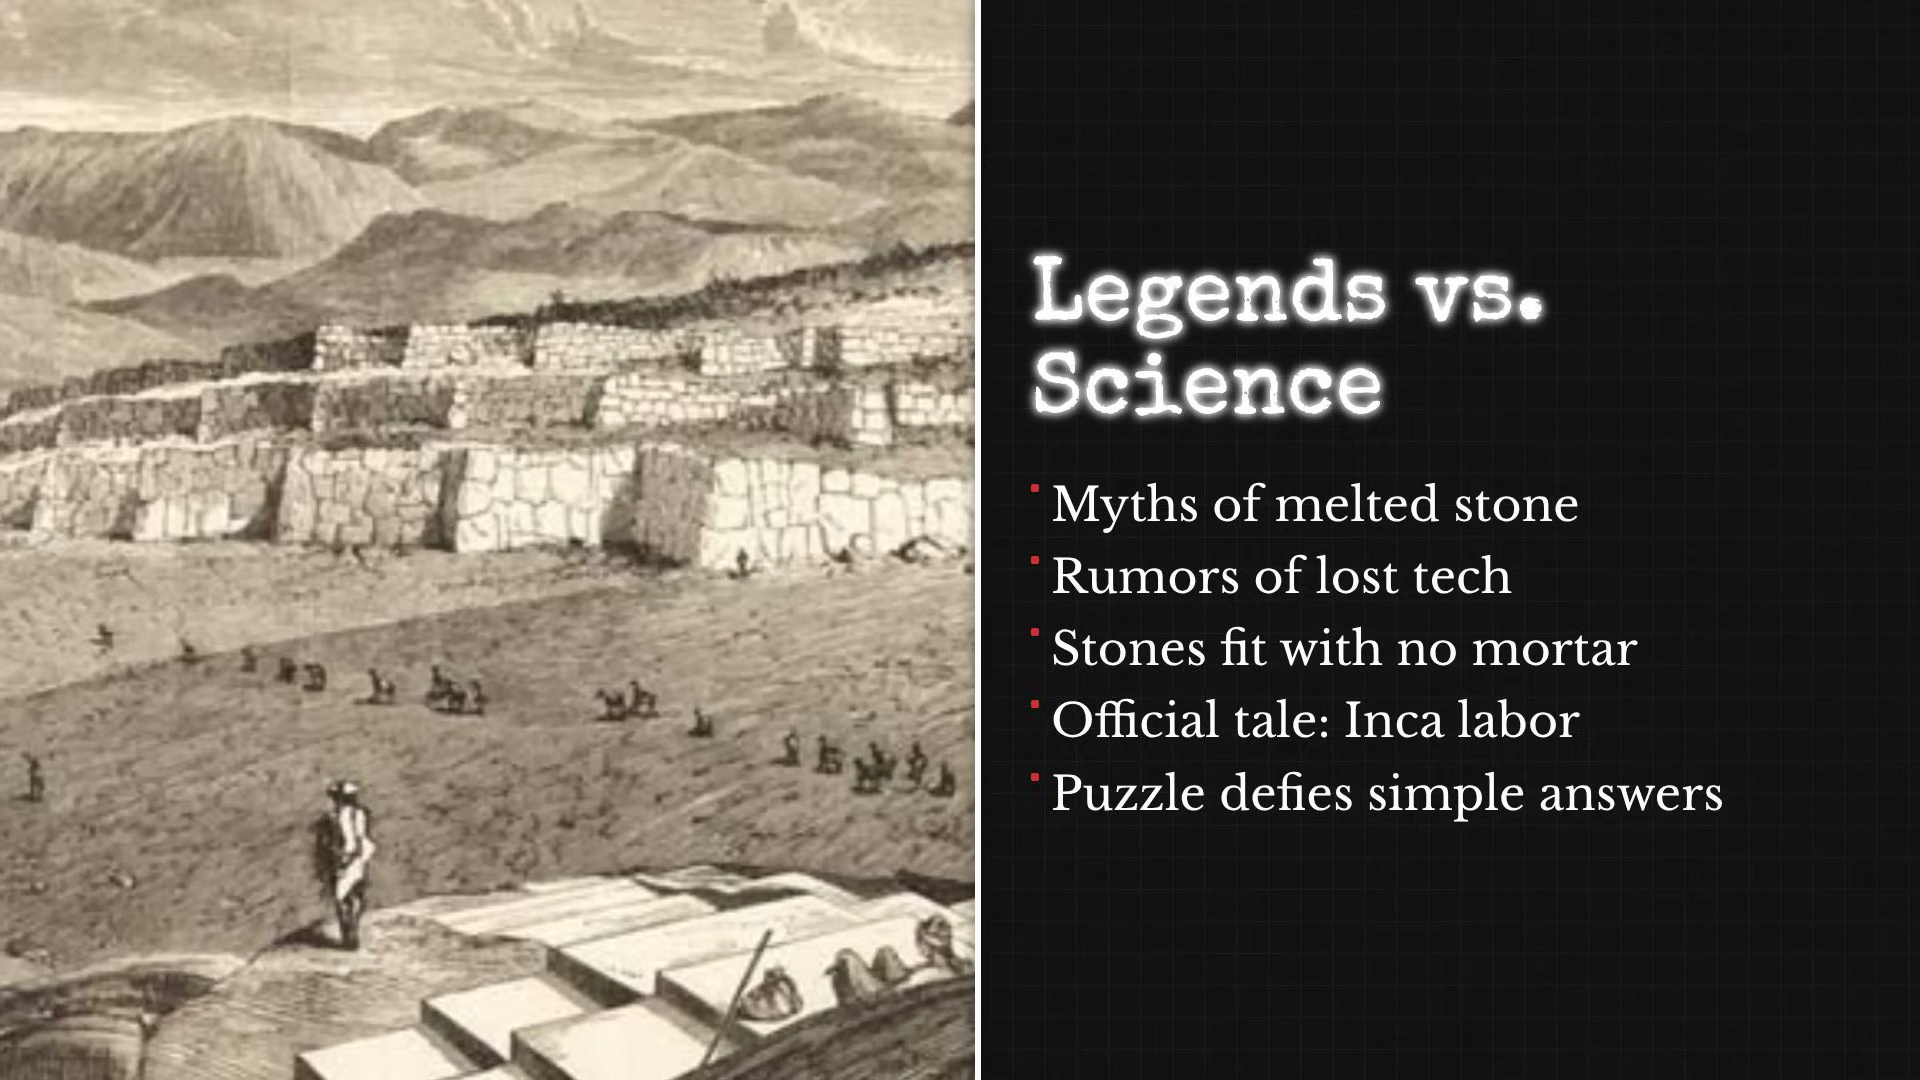 Legends vs.
Science
Myths of melted stone
Rumors of lost tech
Stones fit with no mortar
Official tale: Inca labor
Puzzle defies simple answers